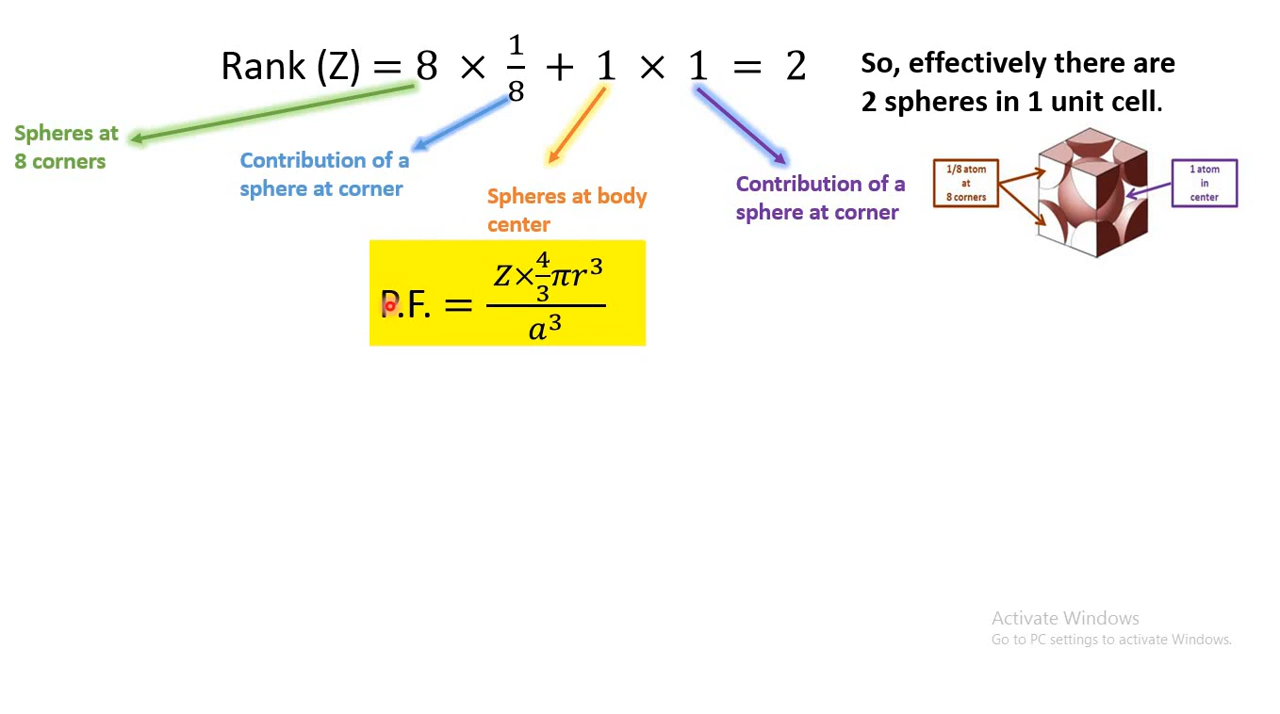 Rank (Z) = 8 × 1/8 + 1 × 1 = 2
So, effectively there are
2 spheres in 1 unit cell.
Spheres at
8 corners
Contribution of a
sphere at corner
Spheres at body
center
Contribution of a
sphere at corner
1/8 atom
at
8 corners
1 atom
in
center
P.F. = Z×4/3πr³
a³
Activate Windows
Go to PC settings to activate Windows.